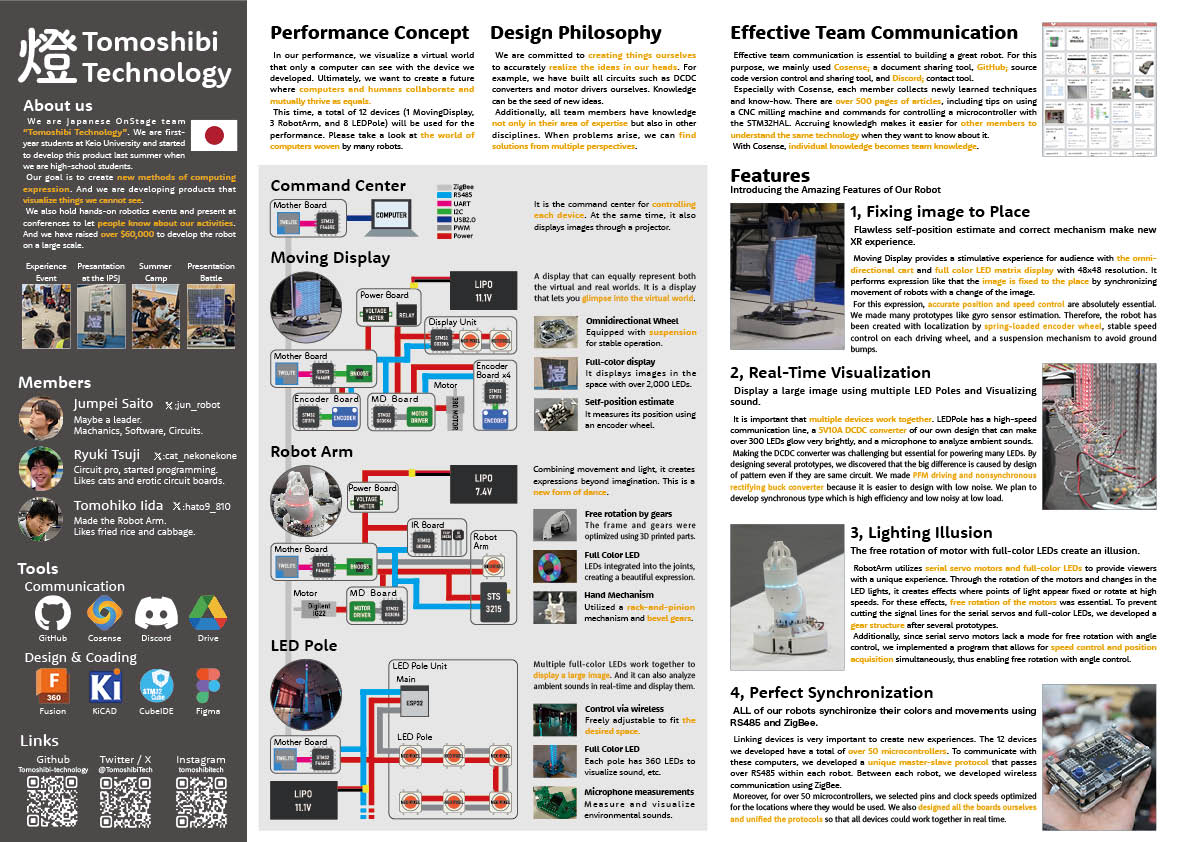 燈 Tomoshibi
Technology
About us
We are Japanese OnStage team
"Tomoshibi Technology". We are first-
year students at Keio University and started
to develop this product last summer when
we are high-school students.
Our goal is to create new methods of computing
expression. And we are developing products that
visualize things we cannot see.
We also hold hands-on robotics events and present at
conferences to let people know about our activities.
And we have raised over $60,000 to develop the robot
on a large scale.
Experience
Event
Presantation
at the IPSJ
Summer
Camp
Presentation
Battle
Members
Jumpei Saito X:jun_robot
Maybe a leader.
Machanics, Software, Circuits.
Ryuki Tsuji X:cat_nekonekone
Circuit pro, started programming.
Likes cats and erotic circuit boards.
Tomohiko Iida X:hato9_810
Made the Robot Arm.
Likes fried rice and cabbage.
Tools
Communication
GitHub Cosense Discord Drive
Design & Coading
F
360
Ki
STM32
Cube
Fusion KiCAD CubeIDE Figma
Links
Github
Tomoshibi-technology
Twitter / X
@TomoshibiTech
Instagram
tomoshibitech
Performance Concept
In our performance, we visualize a virtual world
that only a computer can see with the device we
developed. Ultimately, we want to create a future
where computers and humans collaborate and
mutually thrive as equals.
This time, a total of 12 devices (1 MovingDisplay,
3 RobotArm, and 8 LEDPole) will be used for the
performance. Please take a look at the world of
computers woven by many robots.
Design Philosophy
We are committed to creating things ourselves
to accurately realize the ideas in our heads. For
example, we have built all circuits such as DCDC
converters and motor drivers ourselves. Knowledge
can be the seed of new ideas.
Additionally, all team members have knowledge
not only in their area of expertise but also in other
disciplines. When problems arise, we can find
solutions from multiple perspectives.
Command Center
Mother Board
TWELITE
STM32
F446RE
COMPUTER
ZigBee
RS485
UART
I2C
USB2.0
PWM
Power
It is the command center for controlling
each device. At the same time, it also
displays images through a projector.
Moving Display
LIPO
11.1V
Power Board
VOLTAGE
METER
RELAY
Display Unit
STM32
G030K6
NEOPIXEL
NEOPIXEL
Mother Board
TWELITE
STM32
F446RE
BNO055
Encoder
Board x4
STM32
C011F6
ENCODER
Encoder Board
STM32
C011F4
ENCODER
MD Board
STM32
G030K6
MOTOR
DRIVER
Motor
380 MOTOR
A display that can equally represent both
the virtual and real worlds. It is a display
that lets you glimpse into the virtual world.
Omnidirectional Wheel
Equipped with suspension
for stable operation.
Full-color display
It displays images in the
space with over 2,000 LEDs.
Self-position estimate
It measures its position using
an encoder wheel.
Robot Arm
LIPO
7.4V
Power Board
VOLTAGE
METER
IR Board
STM32
G030K6
Robot
Arm
NEOPIXEL
STS
3215
Mother Board
TWELITE
STM32
F446RE
BNO055
Motor
Digilent
IG22
MD Board
MOTOR
DRIVER
STM32
G030K6
Combining movement and light, it creates
expressions beyond imagination. This is a
new form of dance.
Free rotation by gears
The frame and gears were
optimized using 3D printed parts.
Full Color LED
LEDs integrated into the joints,
creating a beautiful expression.
Hand Mechanism
Utilized a rack-and-pinion
mechanism and bevel gears.
LED Pole
LED Pole Unit
Main
ESP32
LED Pole
NEOPIXEL
NEOPIXEL
NEOPIXEL
NEOPIXEL
NEOPIXEL
NEOPIXEL
Mother Board
TWELITE
STM32
F446RE
LIPO
11.1V
Multiple full-color LEDs work together to
display a large image. And it can also analyze
ambient sounds in real-time and display them.
Control via wireless
Freely adjustable to fit the
desired space.
Full Color LED
Each pole has 360 LEDs to
visualize sound, etc.
Microphone measurements
Measure and visualize
environmental sounds.
Effective Team Communication
Effective team communication is essential to building a great robot. For this
purpose, we mainly used Cosense; a document sharing tool, GitHub; source
code version control and sharing tool, and Discord; contact tool.
Especially with Cosense, each member collects newly learned techniques
and know-how. There are over 500 pages of articles, including tips on using
a CNC milling machine and commands for controlling a microcontroller with
the STM32HAL. Accruing knowledgh makes it easier for other members to
understand the same technology when they want to know about it.
With Cosense, individual knowledge becomes team knowledge.
Features
Introducing the Amazing Features of Our Robot
1, Fixing image to Place
Flawless self-position estimate and correct mechanism make new
XR experience.
Moving Display provides a stimulative experience for audience with the omni-
directional cart and full color LED matrix display with 48x48 resolution. It
performs expression like that the image is fixed to the place by synchronizing
movement of robots with a change of the image.
For this expression, accurate position and speed control are absolutely essential.
We made many prototypes like gyro sensor estimation. Therefore, the robot has
been created with localization by spring-loaded encoder wheel, stable speed
control on each driving wheel, and a suspension mechanism to avoid ground
bumps.
2, Real-Time Visualization
Display a large image using multiple LED Poles and Visualizing
sound.
It is important that multiple devices work together. LEDPole has a high-speed
communication line, a 5V10A DCDC converter of our own design that can make
over 300 LEDs glow very brightly, and a microphone to analyze ambient sounds.
Making the DCDC converter was challenging but essential for powering many LEDs. By
designing several prototypes, we discovered that the big difference is caused by design
of pattern even if they are same circuit. We made PFM driving and nonsynchronous
rectifying buck converter because it is easier to design with low noise. We plan to
develop synchronous type which is high efficiency and low noisy at low load.
3, Lighting Illusion
The free rotation of motor with full-color LEDs create an illusion.
RobotArm utilizes serial servo motors and full-color LEDs to provide viewers
with a unique experience. Through the rotation of the motors and changes in the
LED lights, it creates effects where points of light appear fixed or rotate at high
speeds. For these effects, free rotation of the motors was essential. To prevent
cutting the signal lines for the serial servos and full-color LEDs, we developed a
gear structure after several prototypes.
Additionally, since serial servo motors lack a mode for free rotation with angle
control, we implemented a program that allows for speed control and position
acquisition simultaneously, thus enabling free rotation with angle control.
4, Perfect Synchronization
ALL of our robots synchironize their colors and movements using
RS485 and ZigBee.
Linking devices is very important to create new experiences. The 12 devices
we developed have a total of over 50 microcontrollers. To communicate with
these computers, we developed a unique master-slave protocol that passes
over RS485 within each robot. Between each robot, we developed wireless
communication using ZigBee.
Moreover, for over 50 microcontrollers, we selected pins and clock speeds optimized
for the locations where they would be used. We also designed all the boards ourselves
and unified the protocols so that all devices could work together in real time.